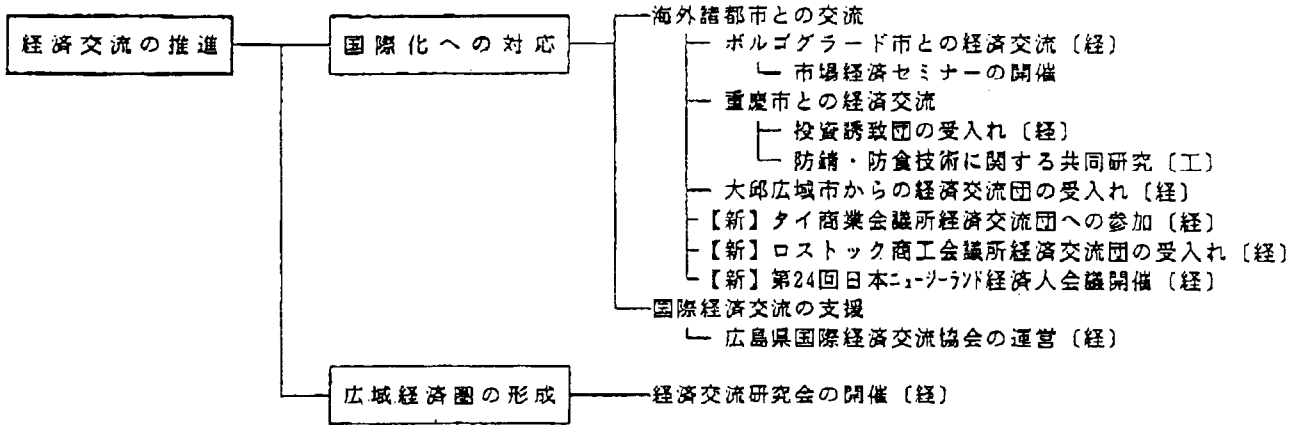 経済交流の推進
国際化への対応
海外諸都市との交流
ボルゴグラード市との経済交流〔経〕
市場経済セミナーの開催
重慶市との経済交流
投資誘致団の受入れ〔経〕
防錆・防食技術に関する共同研究〔工〕
大邱広域市からの経済交流団の受入れ〔経〕
【新】タイ商業会議所経済交流団への参加〔経〕
【新】ロストック商工会議所経済交流団の受入れ〔経〕
【新】第24回日本ニュージーランド経済人会議開催〔経〕
国際経済交流の支援
広島県国際経済交流協会の運営〔経〕
広域経済圏の形成
経済交流研究会の開催〔経〕